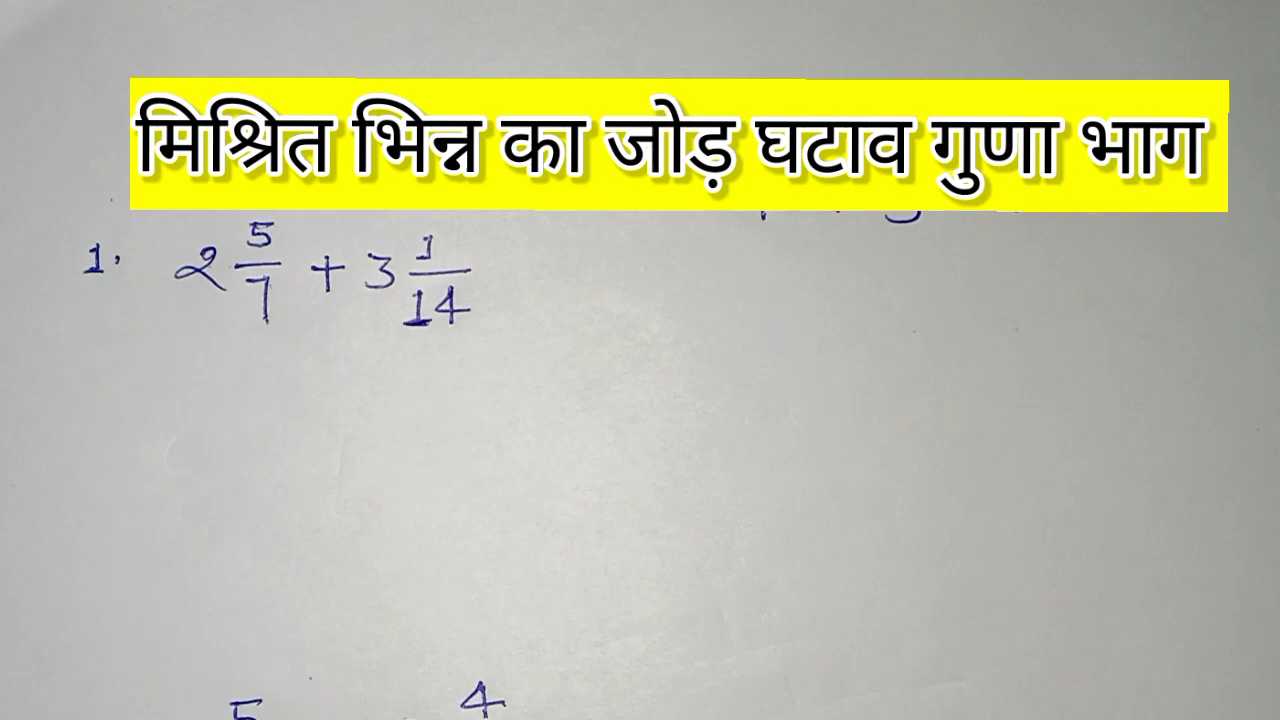 मिश्रित भिन्न का जोड़ घटाव गुणा भाग
1. 2 5/7 + 3 1/14
5 4